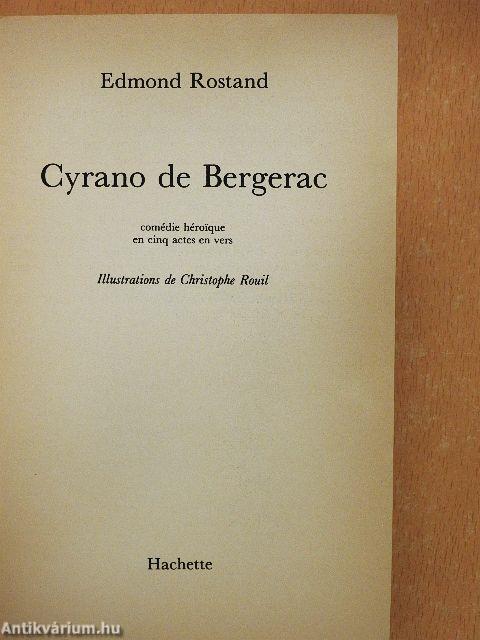 Edmond Rostand
Cyrano de Bergerac
comédie héroïque
en cinq actes en vers
Illustrations de Christophe Rouil
Hachette
Antikvárium.hu